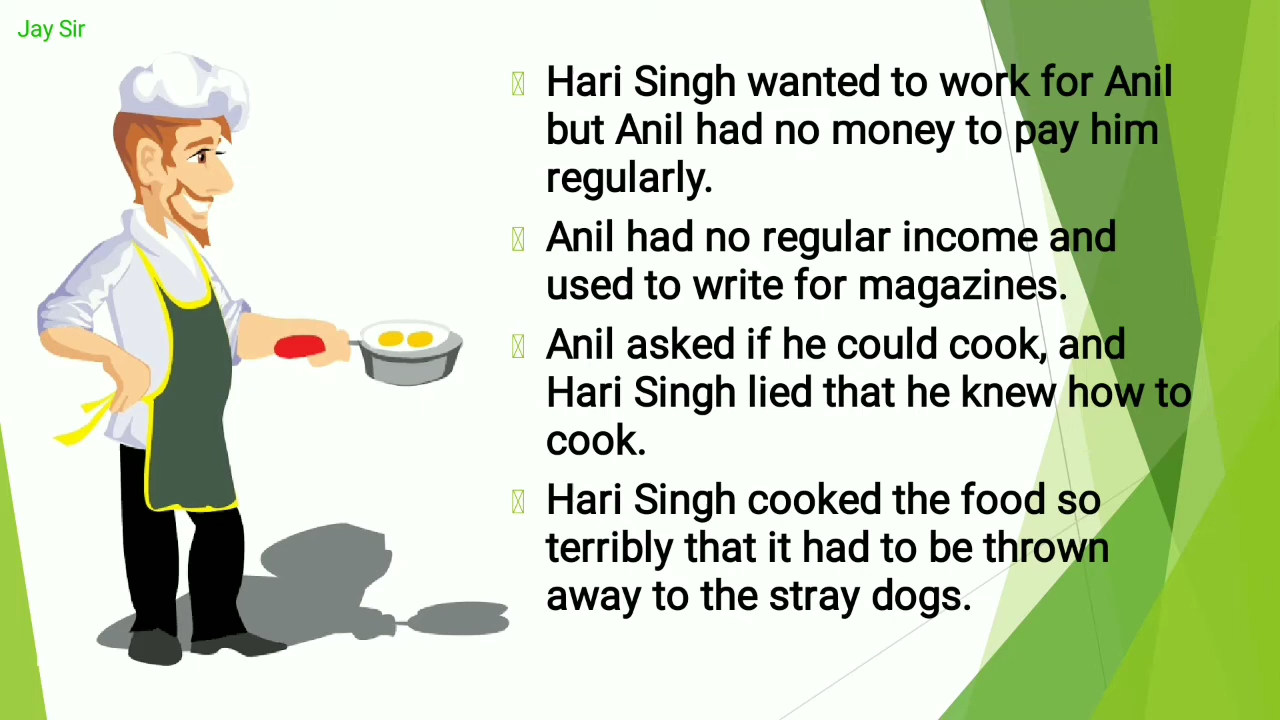 Jay Sir
Hari Singh wanted to work for Anil
but Anil had no money to pay him
regularly.
Anil had no regular income and
used to write for magazines.
Anil asked if he could cook, and
Hari Singh lied that he knew how to
cook.
Hari Singh cooked the food so
terribly that it had to be thrown
away to the stray dogs.